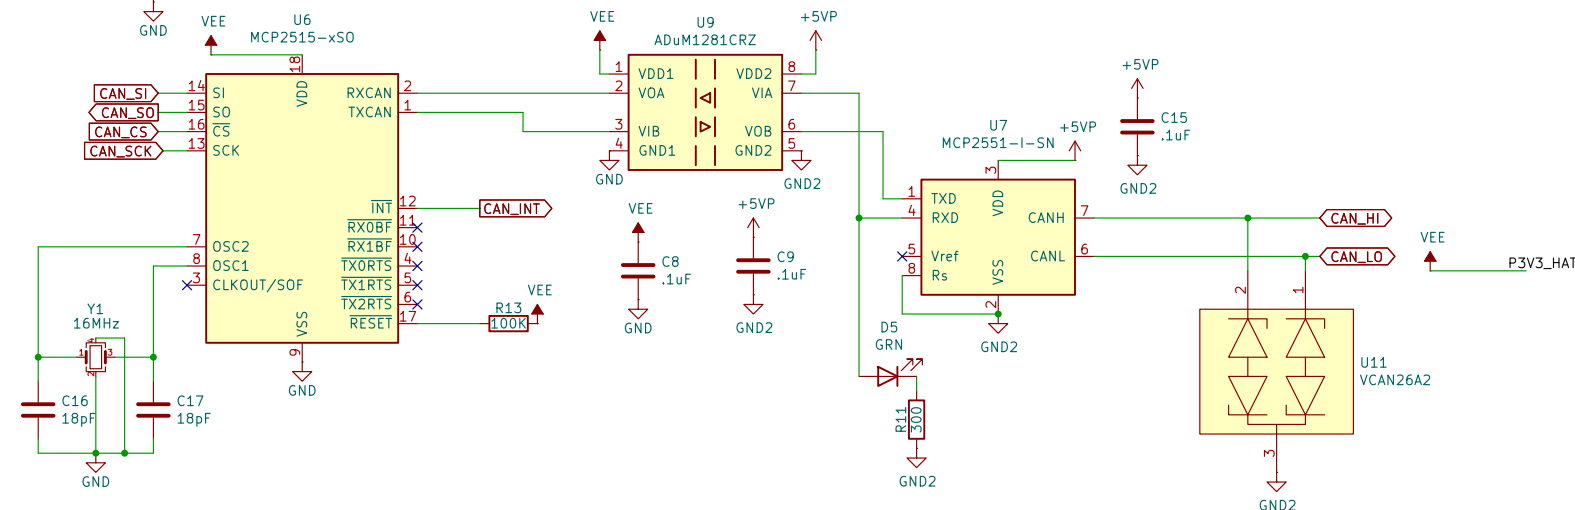 GND
VEE
U6
MCP2515-xSO
18
VDD
CAN_SI
14
SI
CAN_SO
15
SO
CAN_CS
16
CS
CAN_SCK
13
SCK
RXCAN
2
TXCAN
1
INT
12
CAN_INT
RX0BF
11
RX1BF
10
TX0RTS
4
TX1RTS
5
TX2RTS
6
RESET
17
7
OSC2
8
OSC1
3
CLKOUT/SOF
VSS
9
GND
R13
100K
VEE
Y1
16MHz
1
2
3
4
C16
18pF
C17
18pF
GND
VEE
U9
ADuM1281CRZ
+5VP
1
VDD1
2
VOA
3
VIB
4
GND1
GND
VDD2
8
VIA
7
VOB
6
GND2
5
GND2
VEE
C8
.1uF
GND
+5VP
C9
.1uF
GND2
U7
MCP2551-I-SN
+5VP
3
VDD
1
TXD
4
RXD
5
Vref
8
Rs
CANH
7
CANL
6
VSS
2
GND2
D5
GRN
R11
300
GND2
+5VP
C15
.1uF
GND2
CAN_HI
CAN_LO
VEE
P3V3_HAT
2
1
U11
VCAN26A2
3
GND2